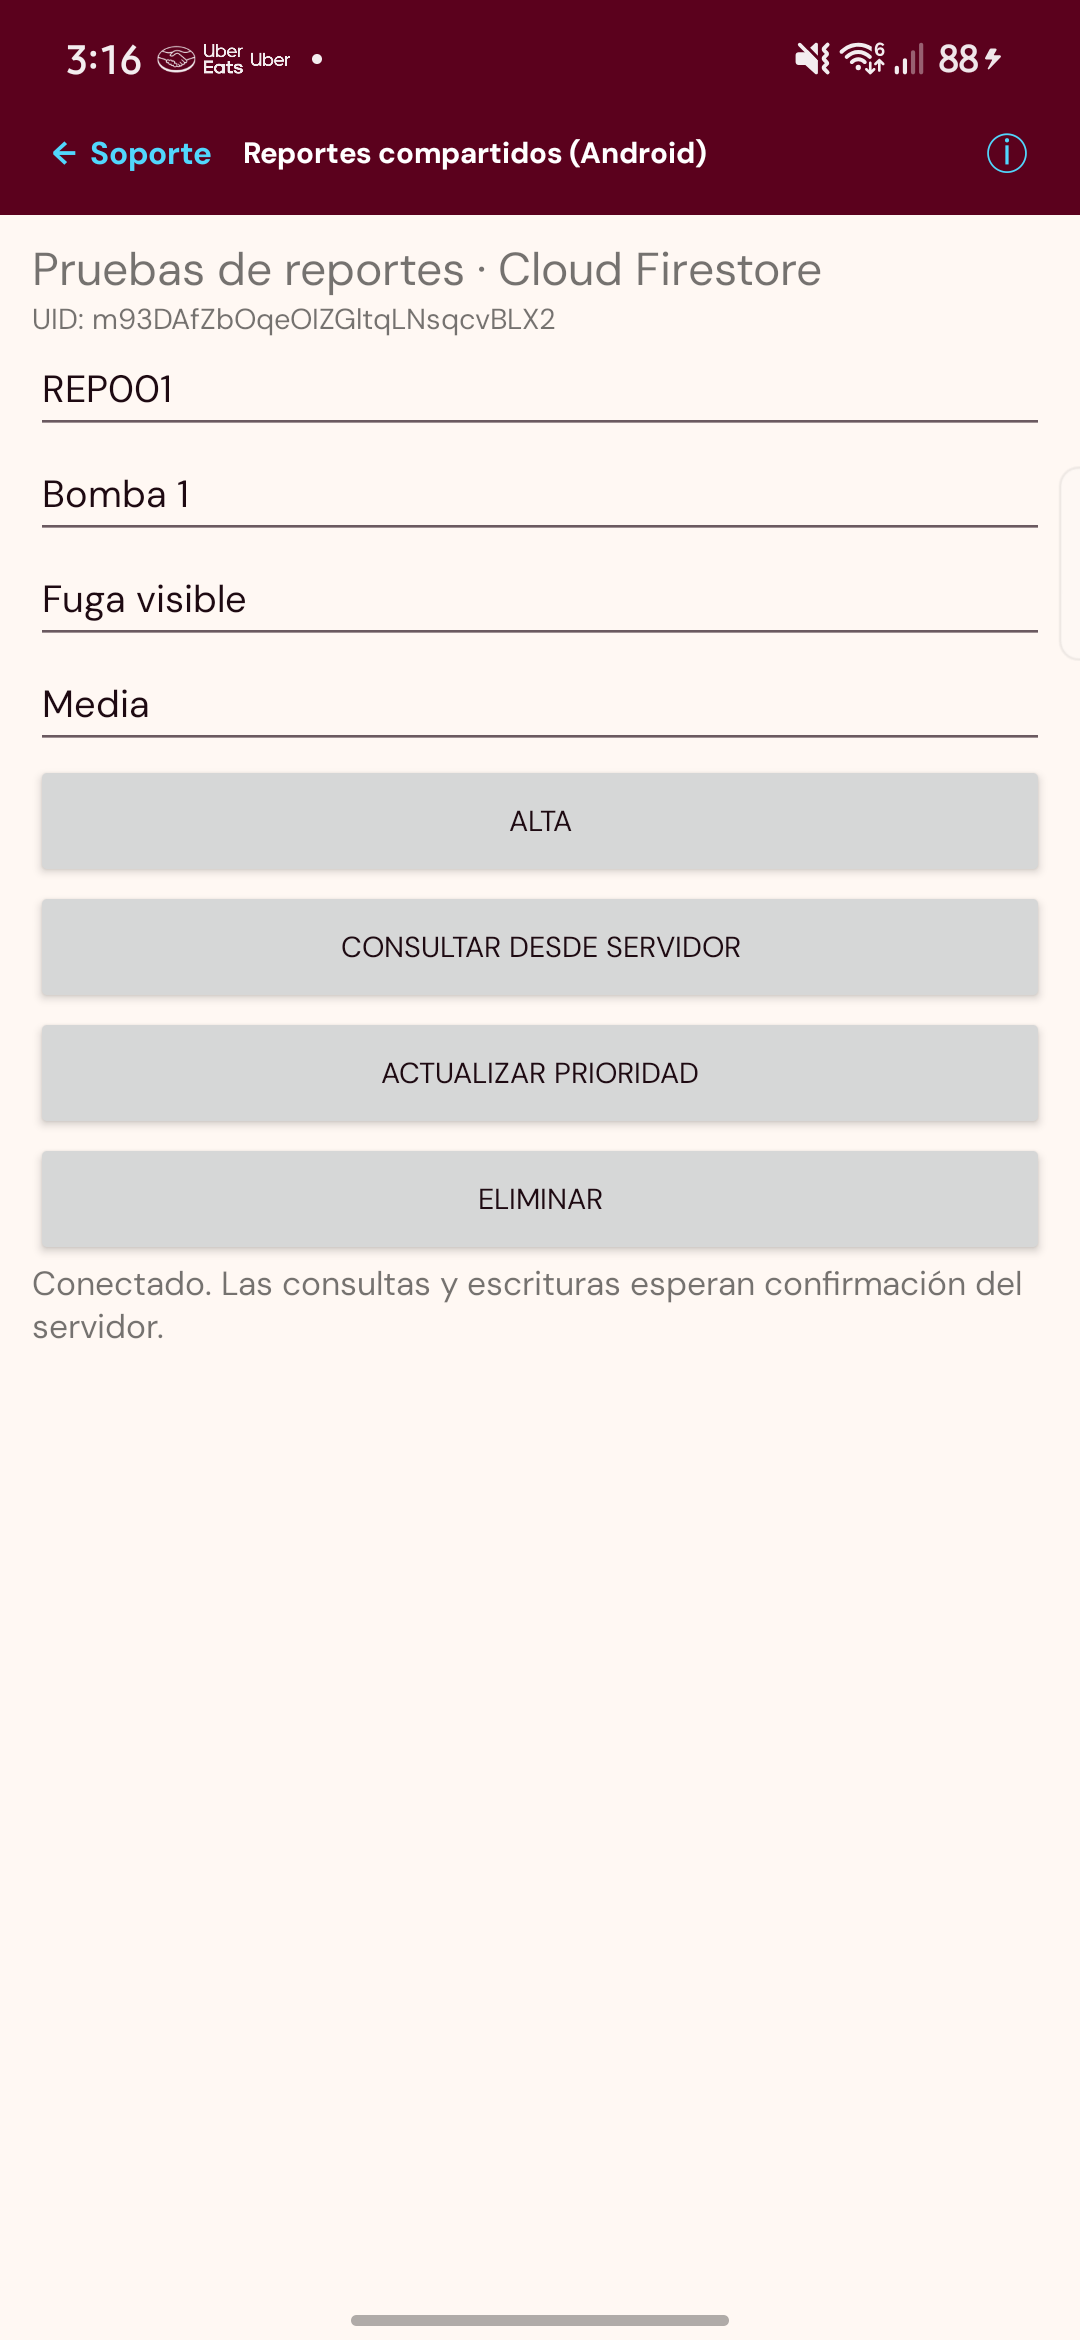 3:16 Uber Eats Uber 6 88
← Soporte Reportes compartidos (Android)
Pruebas de reportes · Cloud Firestore
UID: m93DAfZbOqeOIZGltqLNsqcvBLX2
REP001
Bomba 1
Fuga visible
Media
ALTA
CONSULTAR DESDE SERVIDOR
ACTUALIZAR PRIORIDAD
ELIMINAR
Conectado. Las consultas y escrituras esperan confirmación del
servidor.